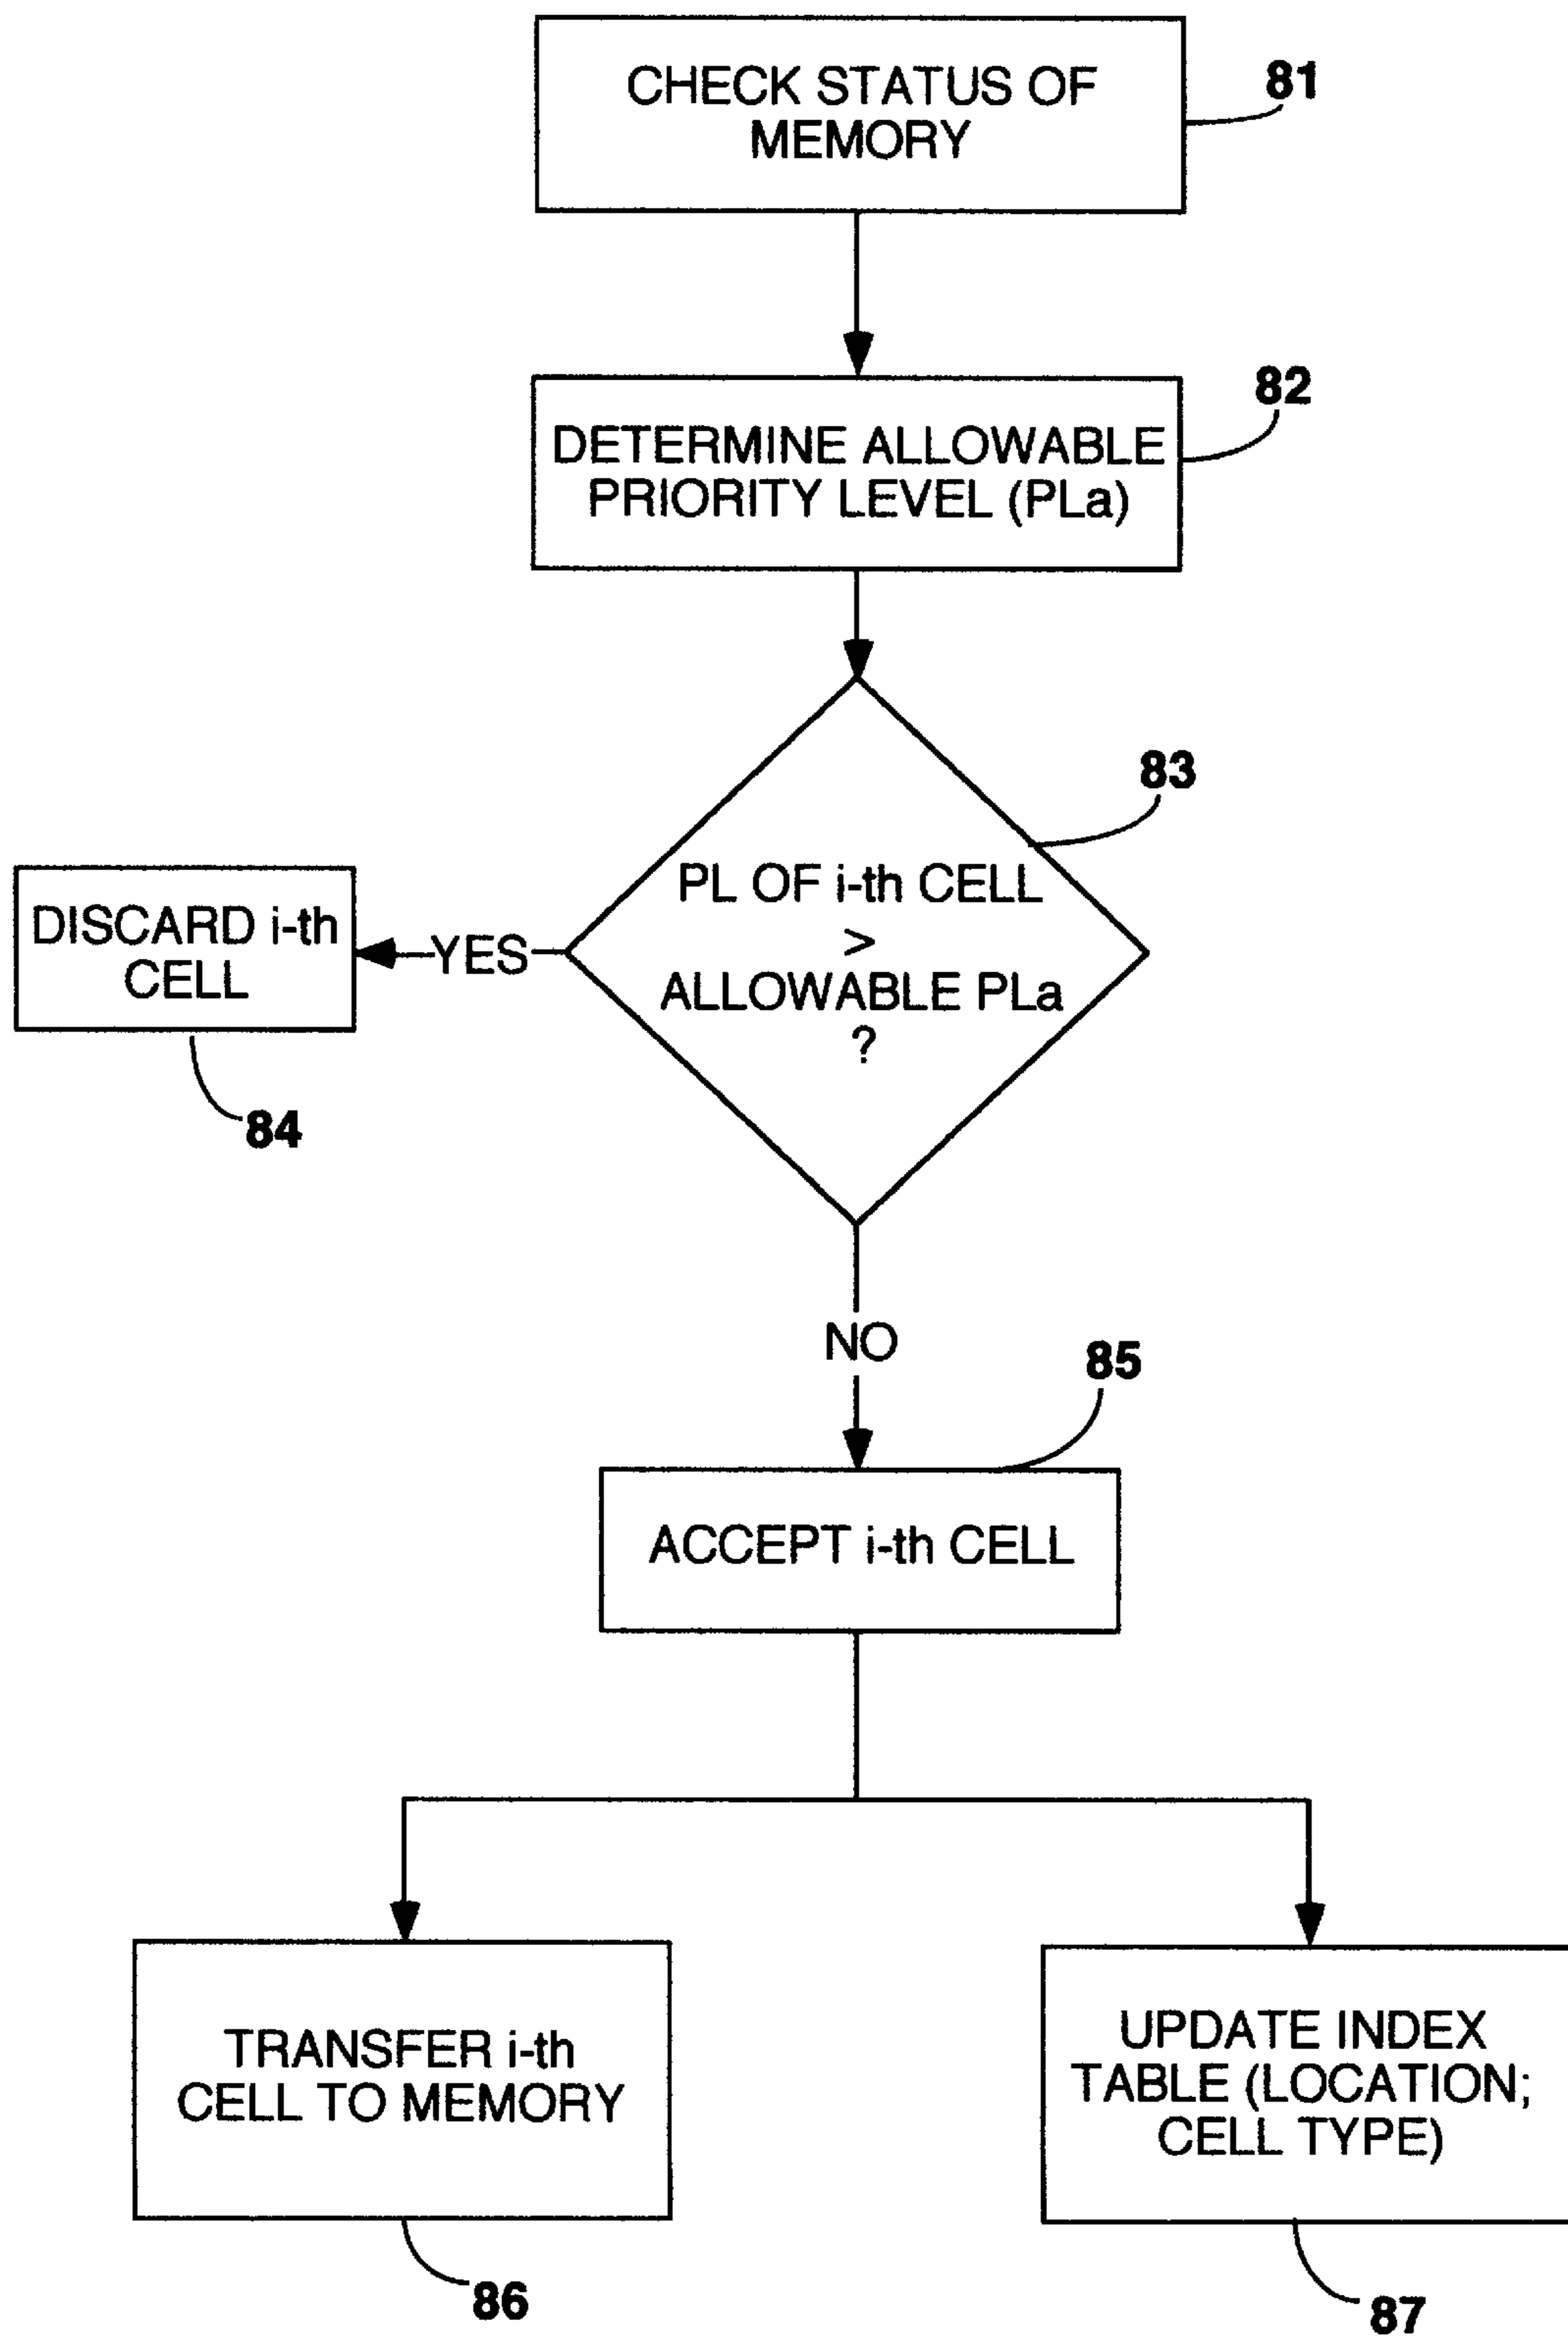 CHECK STATUS OF
MEMORY
81
DETERMINE ALLOWABLE
PRIORITY LEVEL (PLa)
82
PL OF i-th CELL
>
ALLOWABLE PLa
?
83
YES
DISCARD i-th
CELL
84
NO
85
ACCEPT i-th CELL
TRANSFER i-th
CELL TO MEMORY
86
UPDATE INDEX
TABLE (LOCATION;
CELL TYPE)
87